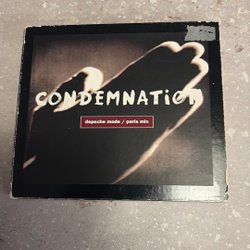 CONDEMNATION
depeche mode / paris mix